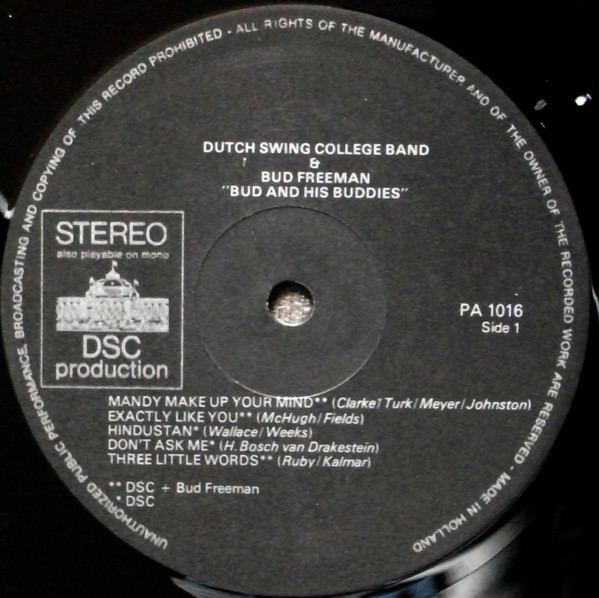 UNAUTHORIZED PUBLIC PERFORMANCE, BROADCASTING AND COPYING OF THIS RECORD PROHIBITED · ALL RIGHTS OF THE MANUFACTURER AND OF THE OWNER OF THE RECORDED WORK ARE RESERVED · MADE IN HOLLAND
DUTCH SWING COLLEGE BAND
&
BUD FREEMAN
"BUD AND HIS BUDDIES"
STEREO
also playable on mono
DSC
production
PA 1016
Side 1
MANDY MAKE UP YOUR MIND** (Clarke/Turk/Meyer/Johnston)
EXACTLY LIKE YOU** (McHugh/Fields)
HINDUSTAN* (Wallace/Weeks)
DON'T ASK ME* (H.Bosch van Drakestein)
THREE LITTLE WORDS** (Ruby/Kalmar)
** DSC + Bud Freeman
* DSC